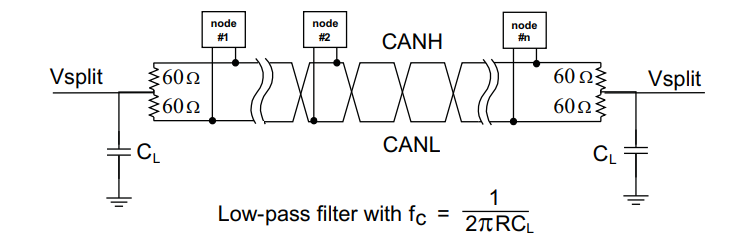 node #1
node #2
node #n
CANH
Vsplit
60Ω
60Ω
60Ω
60Ω
Vsplit
CANL
CL
CL
Low-pass filter with fc = 1 / 2πRCL